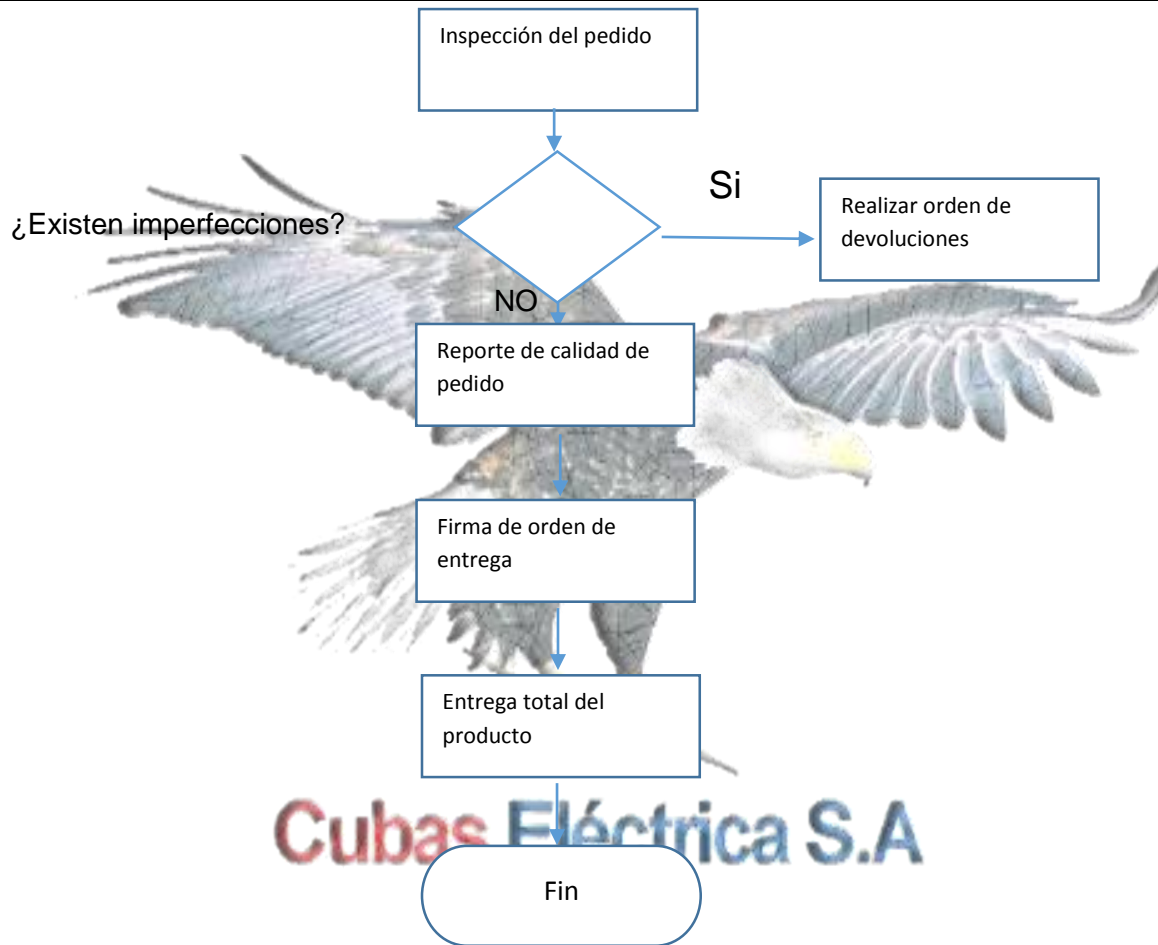 Inspección del pedido
Si
¿Existen imperfecciones?
Realizar orden de
devoluciones
NO
Reporte de calidad de
pedido
Firma de orden de
entrega
Entrega total del
producto
Cubas Eléctrica S.A
Fin